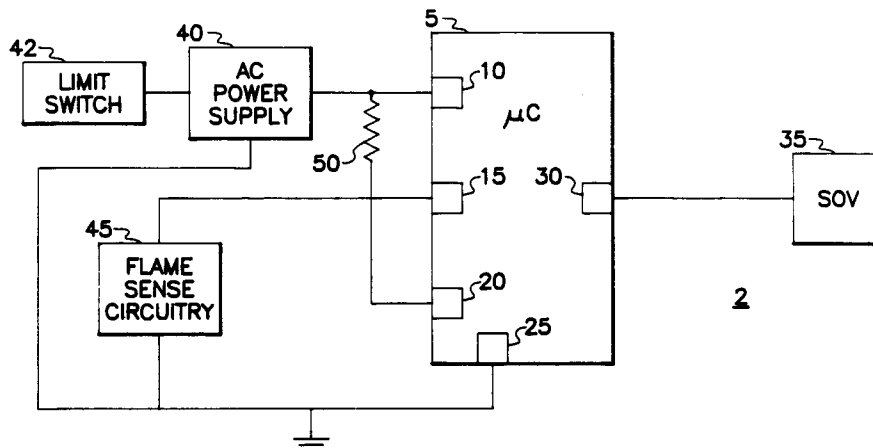 42
LIMIT
SWITCH
40
AC
POWER
SUPPLY
5
10
μC
50
15
30
35
SOV
45
FLAME
SENSE
CIRCUITRY
20
25
2